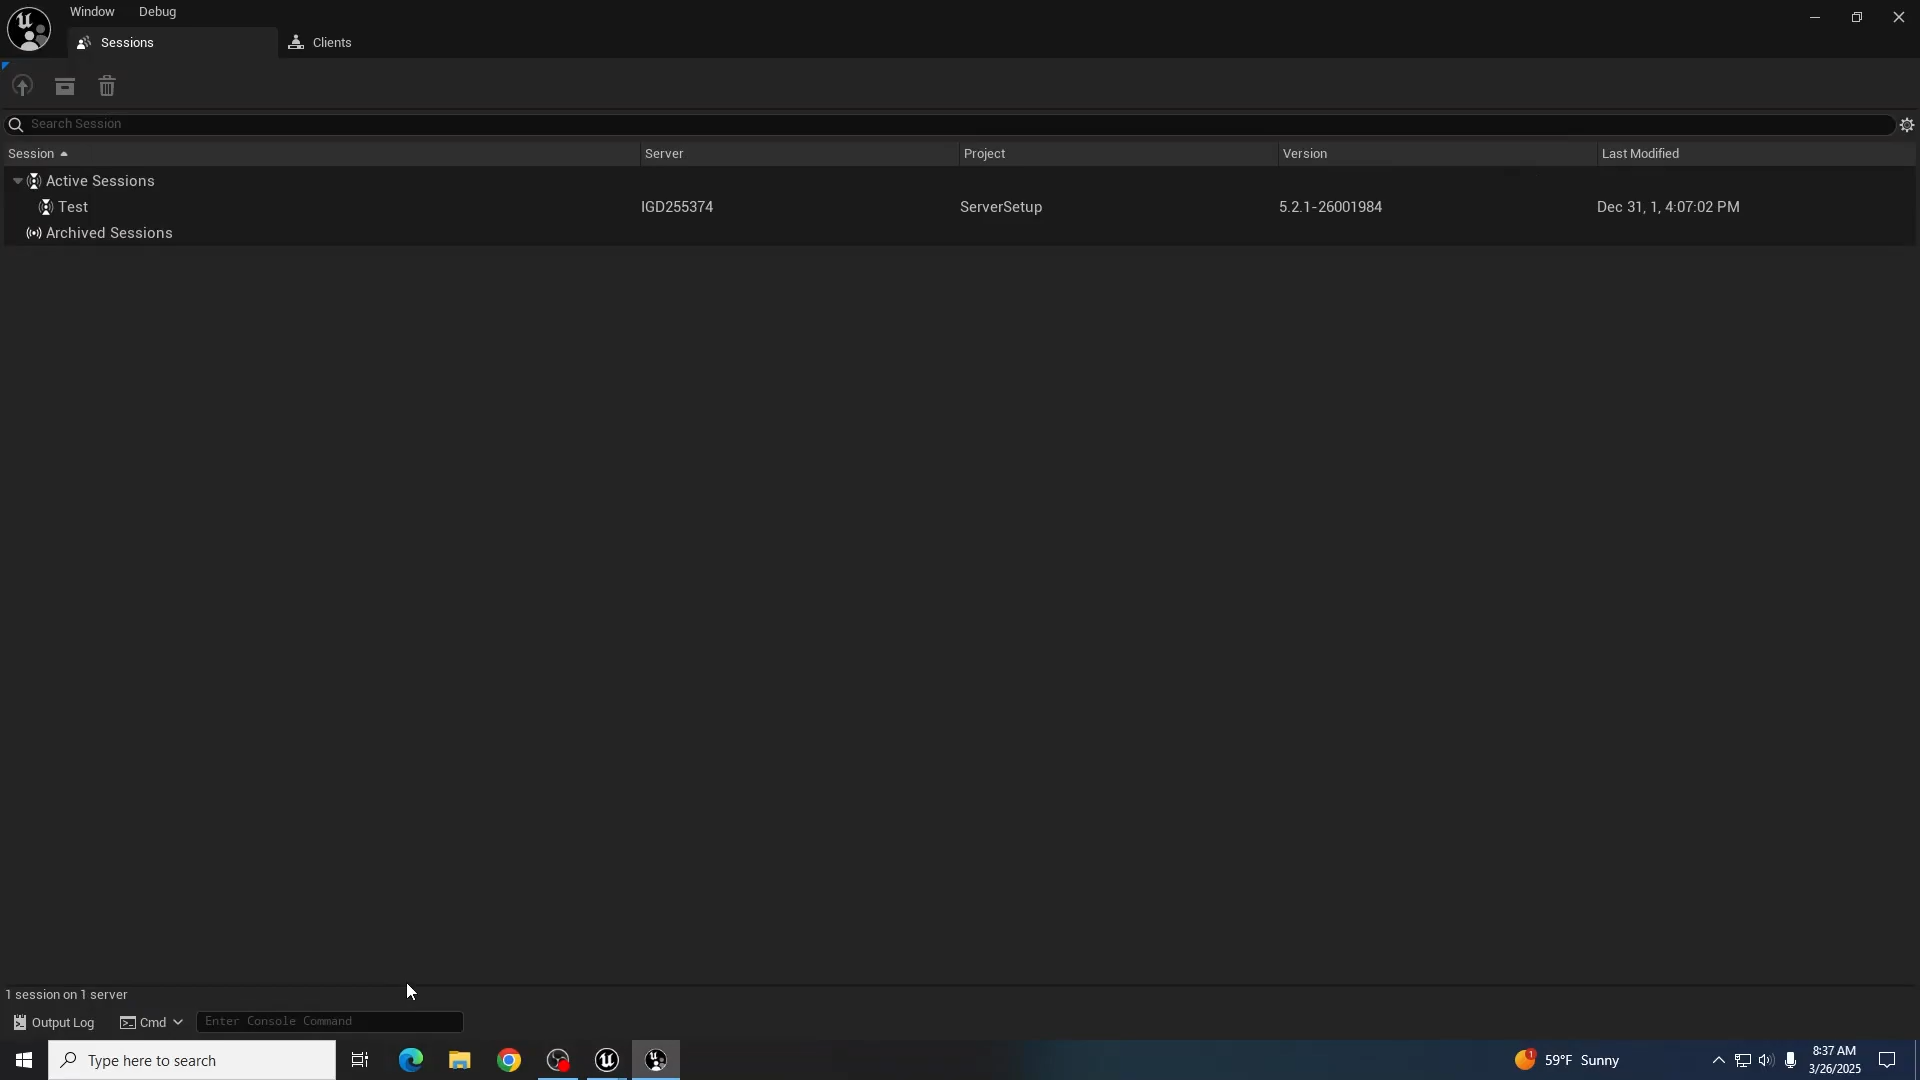 Window Debug
Sessions Clients
Search Session
Session Server Project Version Last Modified
Active Sessions
Test IGD255374 ServerSetup 5.2.1-26001984 Dec 31, 1, 4:07:02 PM
Archived Sessions
1 session on 1 server
Output Log Cmd Enter Console Command
Type here to search
1 59°F Sunny
8:37 AM
3/26/2025